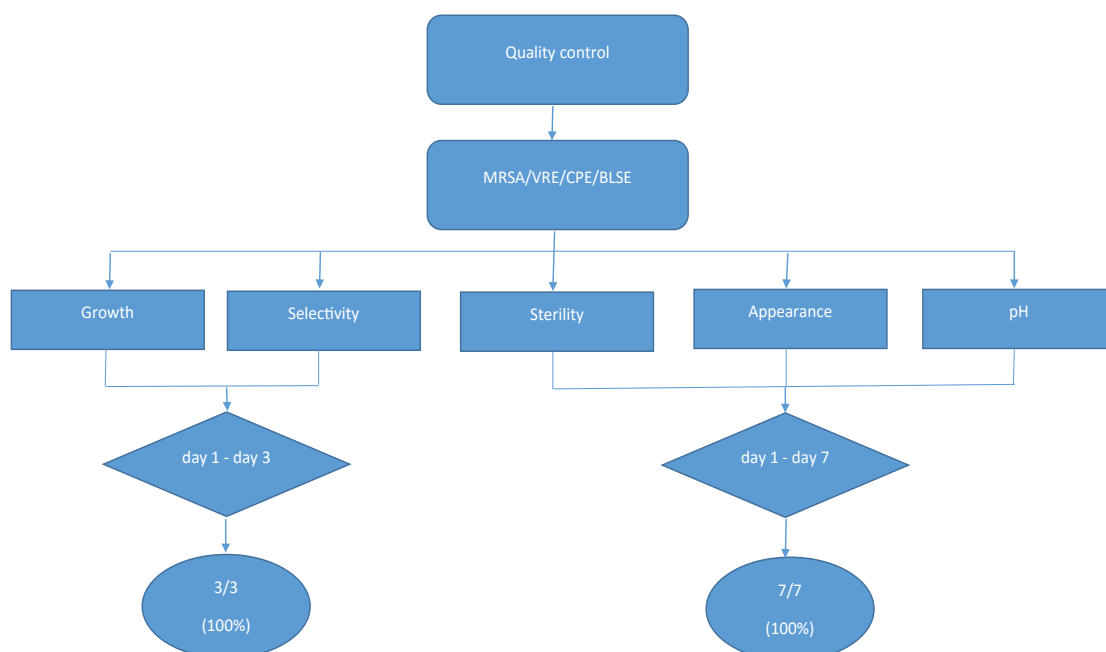 Quality control
MRSA/VRE/CPE/BLSE
Growth
Selectivity
Sterility
Appearance
pH
day 1 - day 3
day 1 - day 7
3/3
(100%)
7/7
(100%)